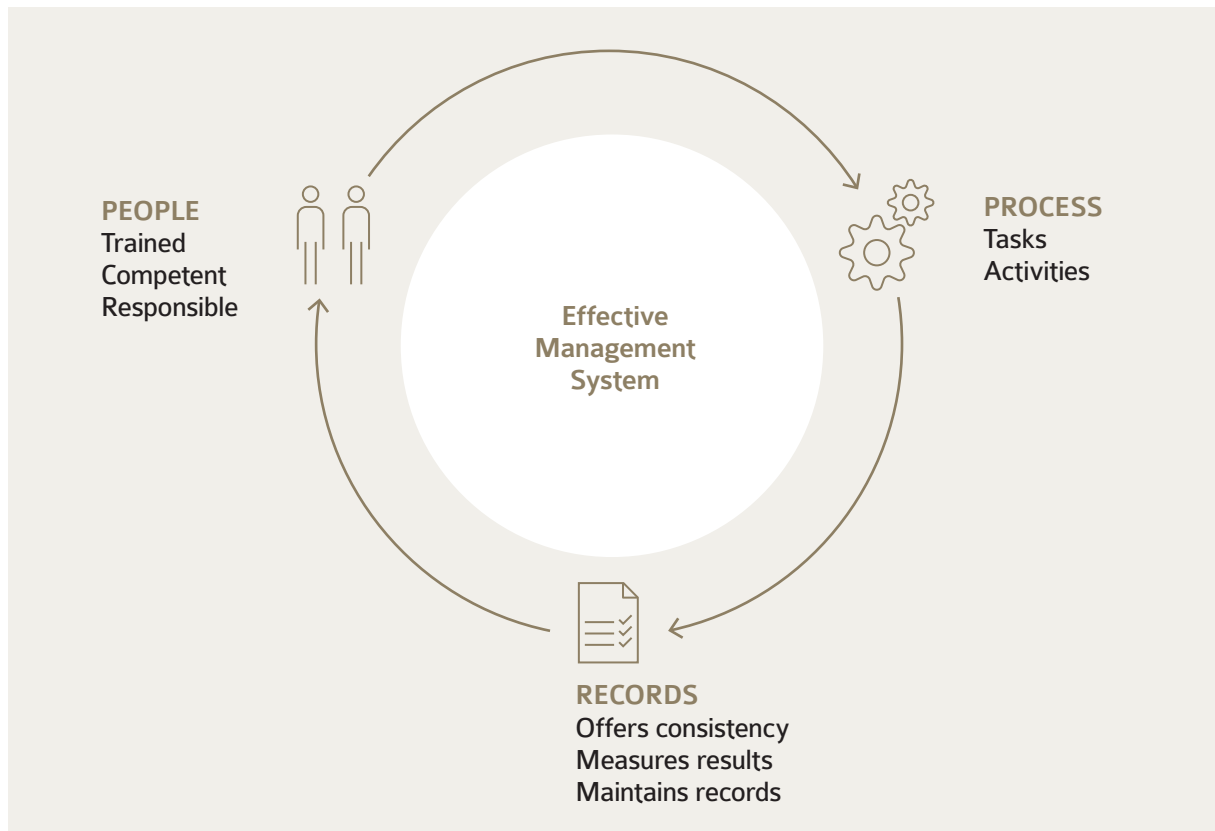 PEOPLE
Trained
Competent
Responsible
PROCESS
Tasks
Activities
Effective
Management
System
RECORDS
Offers consistency
Measures results
Maintains records